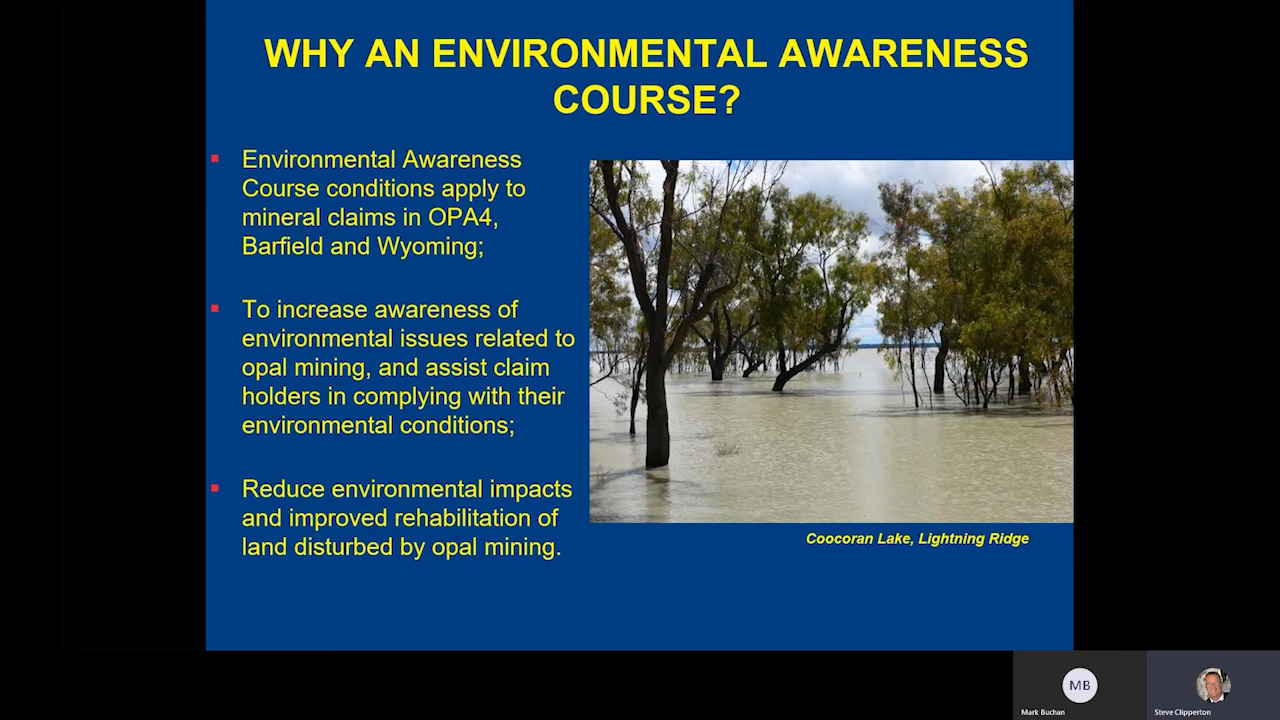 WHY AN ENVIRONMENTAL AWARENESS
COURSE?
Environmental Awareness
Course conditions apply to
mineral claims in OPA4,
Barfield and Wyoming;
To increase awareness of
environmental issues related to
opal mining, and assist claim
holders in complying with their
environmental conditions;
Reduce environmental impacts
and improved rehabilitation of
land disturbed by opal mining.
Coocoran Lake, Lightning Ridge
MB
Mark Buchan
Steve Clipperton